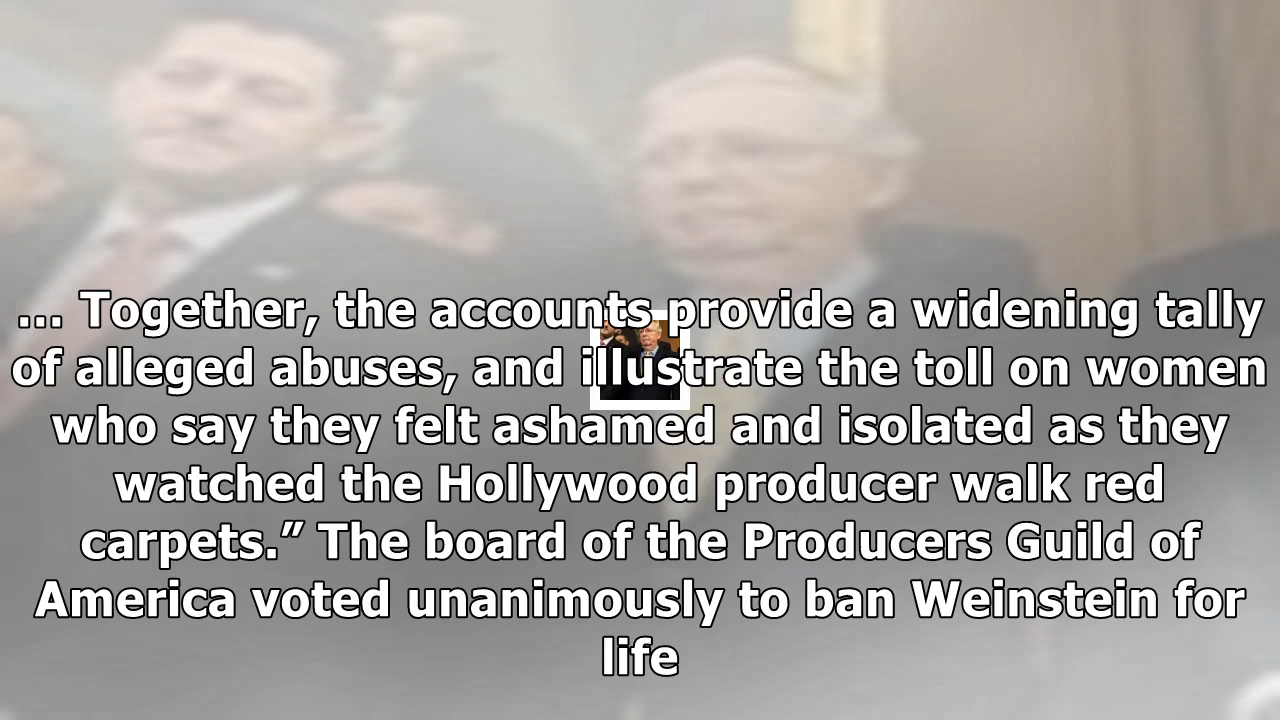 ... Together, the accounts provide a widening tally
of alleged abuses, and illustrate the toll on women
who say they felt ashamed and isolated as they
watched the Hollywood producer walk red
carpets.” The board of the Producers Guild of
America voted unanimously to ban Weinstein for
life